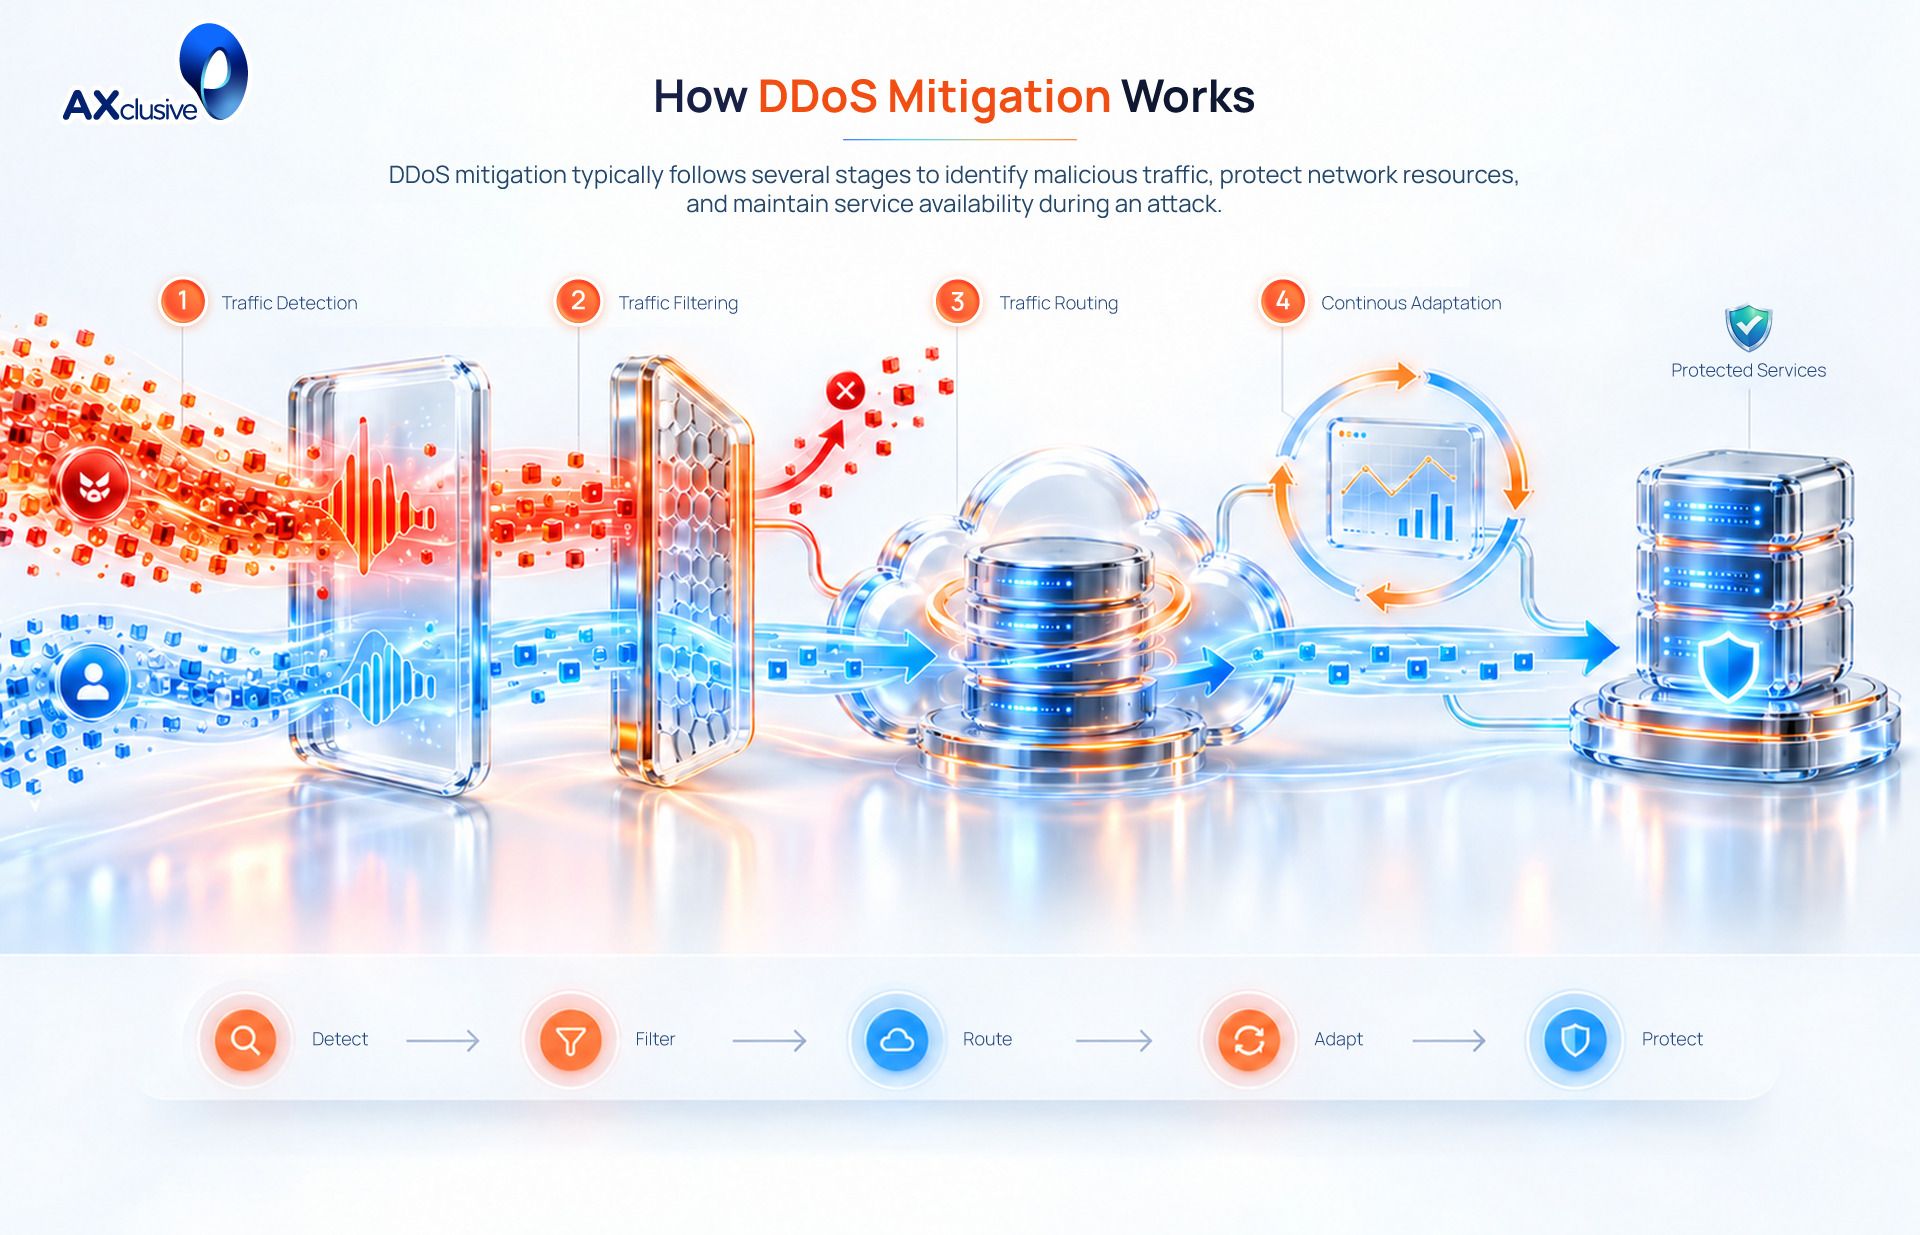 AXclusive
How DDoS Mitigation Works
DDoS mitigation typically follows several stages to identify malicious traffic, protect network resources,
and maintain service availability during an attack.
1 Traffic Detection
2 Traffic Filtering
3 Traffic Routing
4 Continous Adaptation
Protected Services
Detect
Filter
Route
Adapt
Protect